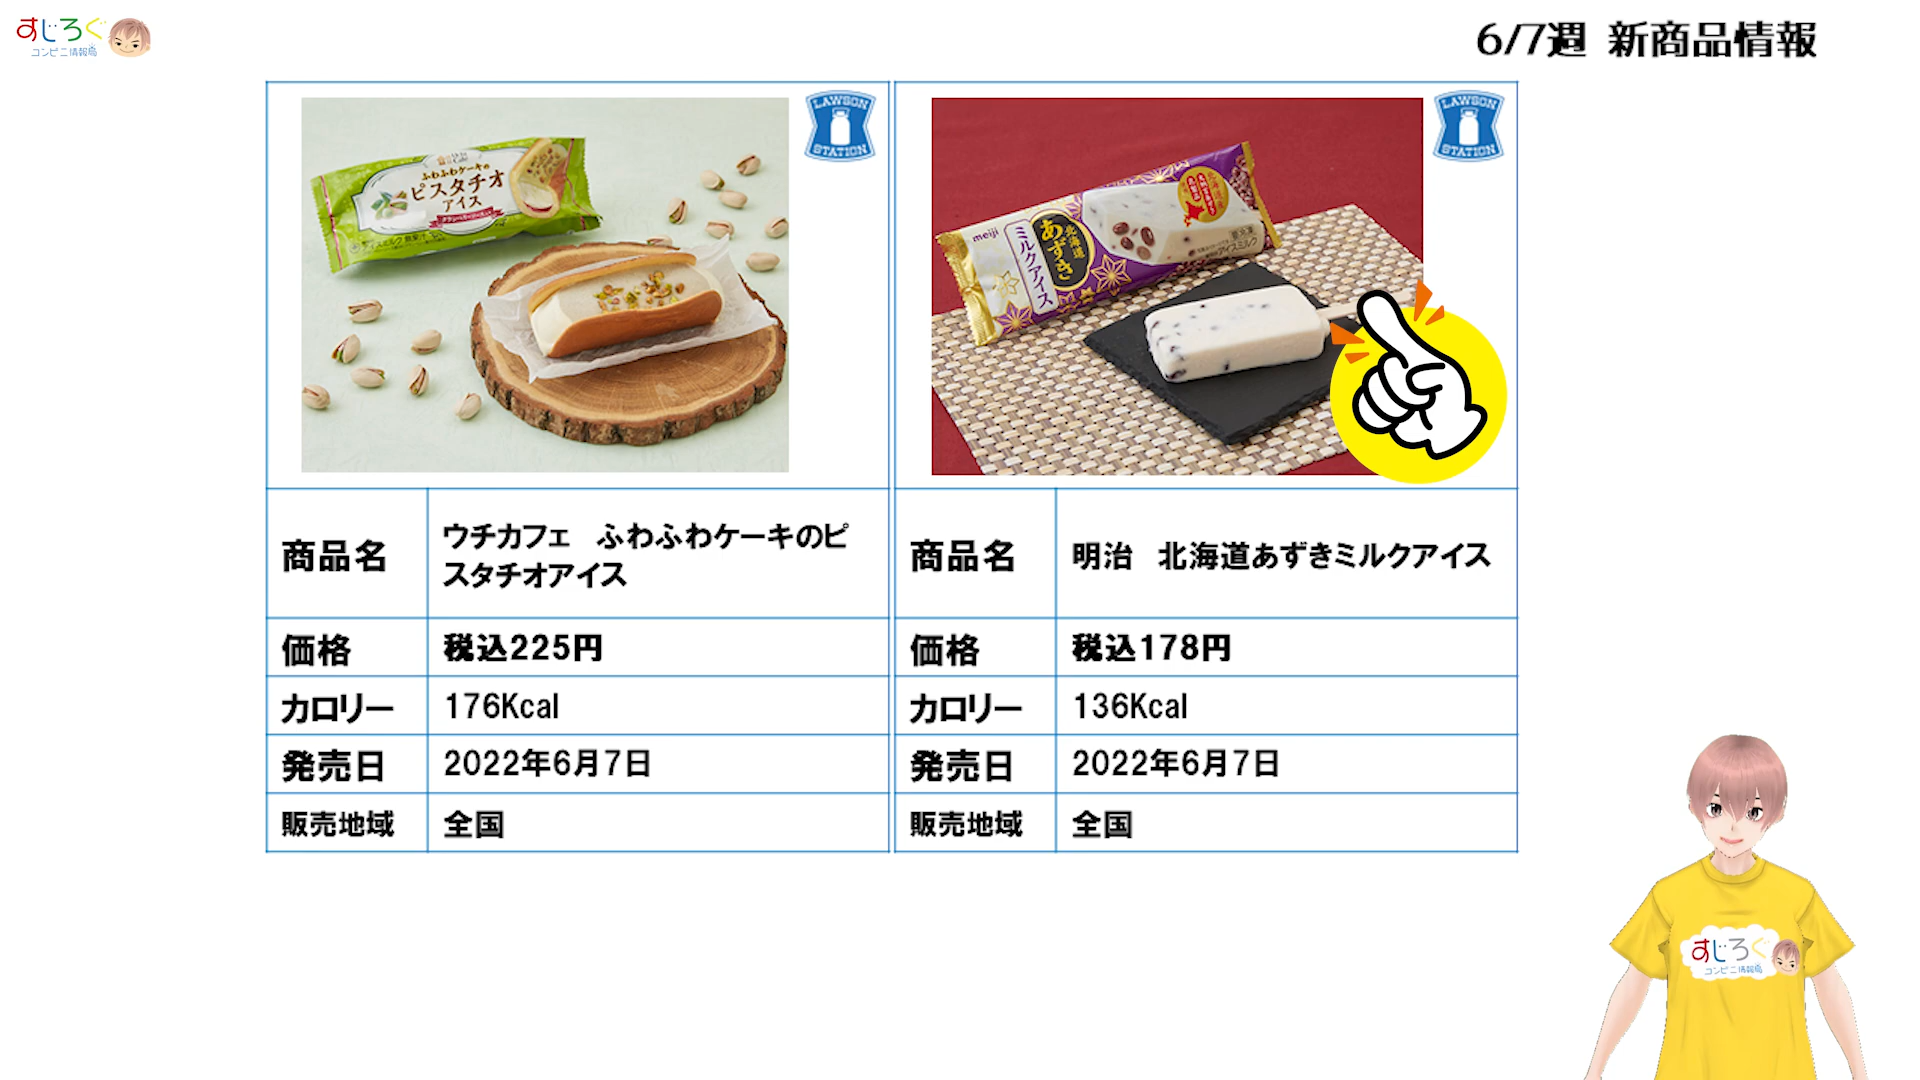 すじろぐ
コンビニ情報局
6/7週 新商品情報
LAWSON
STATION
LAWSON
STATION
ふわふわケーキの
ピスタチオ
アイス
meiji
北海道
あずき
ミルクアイス
商品名
ウチカフェ ふわふわケーキのピ
スタチオアイス
価格
税込225円
カロリー
176Kcal
発売日
2022年6月7日
販売地域
全国
商品名
明治 北海道あずきミルクアイス
価格
税込178円
カロリー
136Kcal
発売日
2022年6月7日
販売地域
全国
すじろぐ
コンビニ情報局